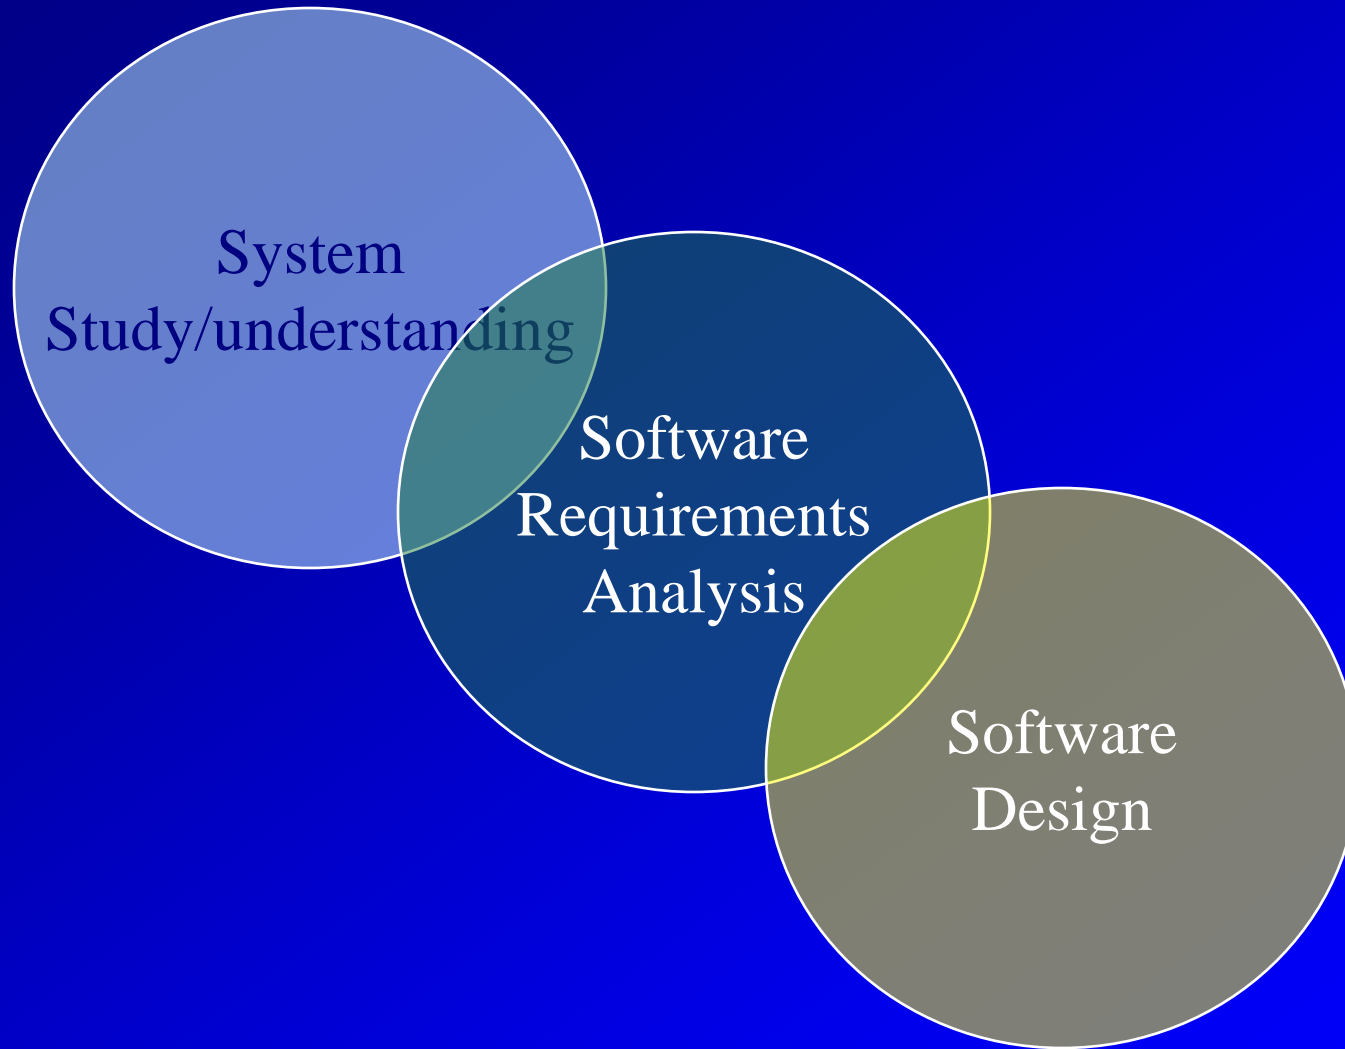 System
Study/understanding
Software
Requirements
Analysis
Software
Design